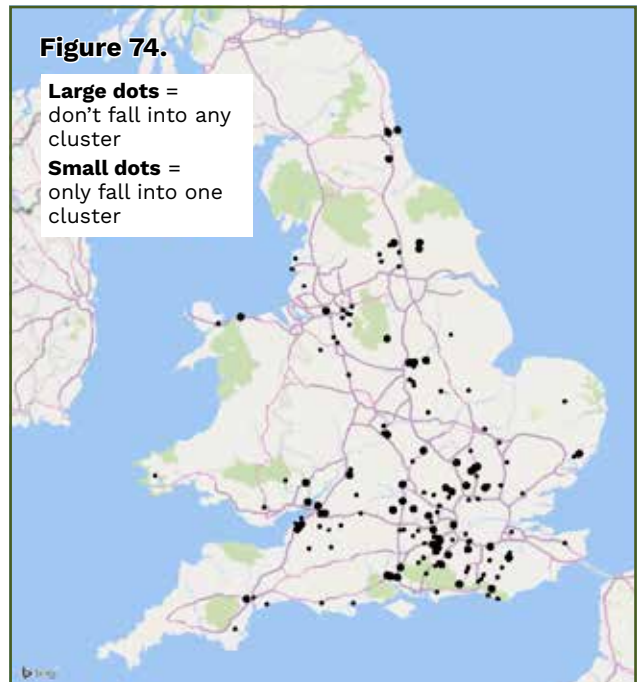 Figure 74.
Large dots =
don't fall into any
cluster
Small dots =
only fall into one
cluster